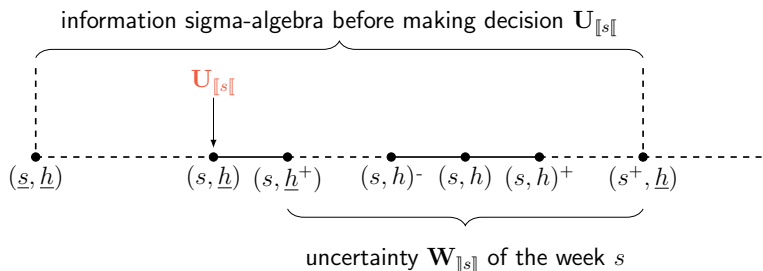 information sigma-algebra before making decision U⟦s⟦
U⟦s⟦
(s̲, h̲) (s, h̲) (s, h̲⁺) (s, h)⁻ (s, h) (s, h)⁺ (s⁺, h̲)
uncertainty W⟧s⟧ of the week s